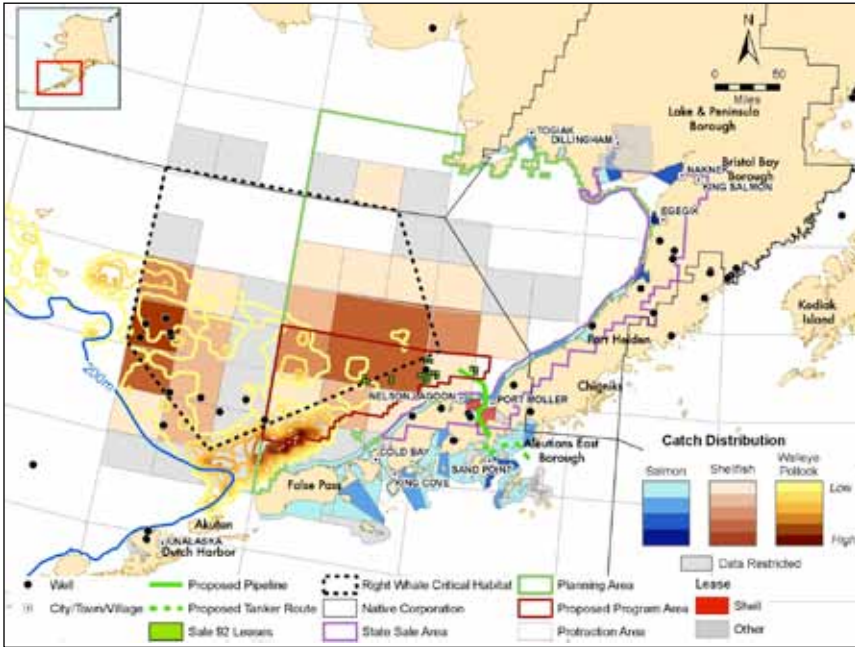 N
0 50
Miles
Lake & Peninsula
Borough
TOGIAK
DILLINGHAM
Bristol Bay
Borough
NAKNEK
KING SALMON
EGEGIK
Kodiak
Island
200m
Port Heiden
Chigniks
NELSON LAGOON
PORT MOLLER
Aleutians East
Borough
COLD BAY
SAND POINT
False Pass
KING COVE
Akutan
UNALASKA
Dutch Harbor
Catch Distribution
Salmon
Shellfish
Walleye
Pollock
Low
High
Data Restricted
Well
Proposed Pipeline
Right Whale Critical Habitat
Planning Area
Lease
City/Town/Village
Proposed Tanker Route
Native Corporation
Proposed Program Area
Shell
Sale 92 Leases
State Sale Area
Protraction Area
Other